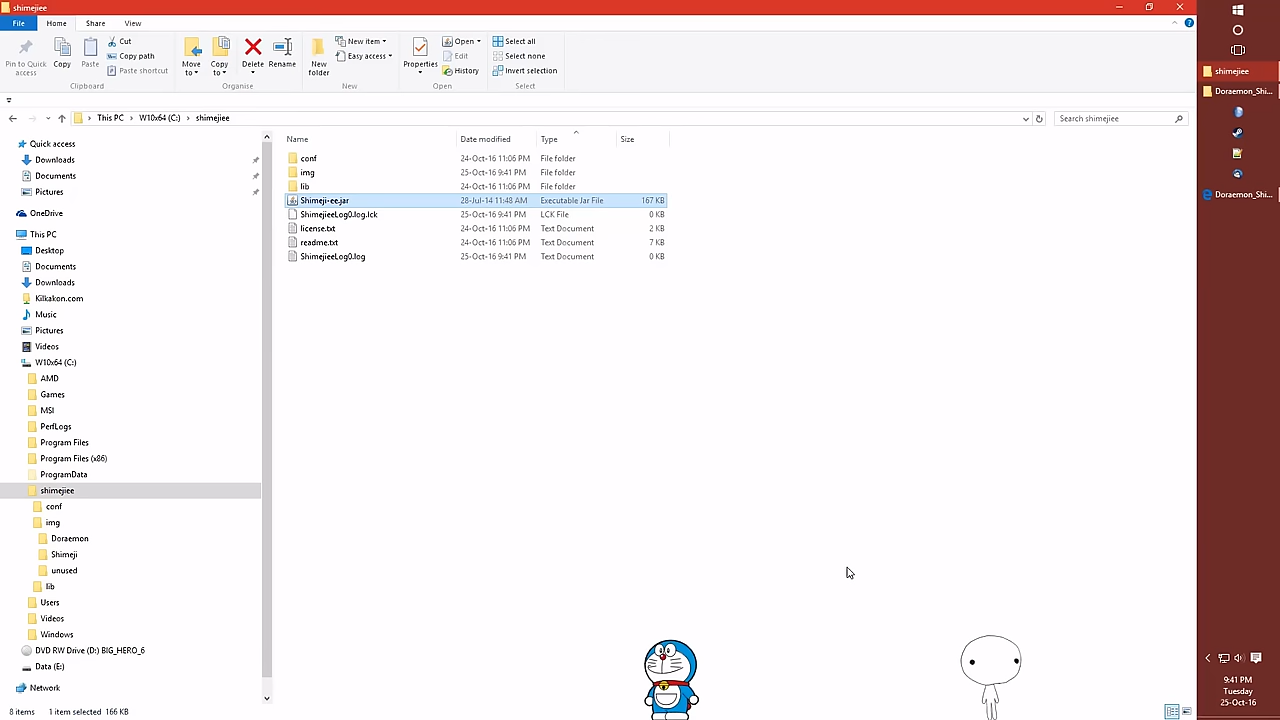 shimejiee
File
Home
Share
View
Pin to Quick access
Copy
Paste
Cut
Copy path
Paste shortcut
Clipboard
Move to
Copy to
Delete
Rename
Organise
New folder
New item
Easy access
New
Properties
Open
Edit
History
Open
Select all
Select none
Invert selection
Select
This PC
W10x64 (C:)
shimejiee
Search shimejiee
Quick access
Downloads
Documents
Pictures
OneDrive
This PC
Desktop
Documents
Downloads
Kilkakon.com
Music
Pictures
Videos
W10x64 (C:)
AMD
Games
MSI
PerfLogs
Program Files
Program Files (x86)
ProgramData
shimejiee
conf
img
Doraemon
Shimeji
unused
lib
Users
Videos
Windows
DVD RW Drive (D:) BIG_HERO_6
Data (E:)
Network
Name Date modified Type Size
conf 24-Oct-16 11:06 PM File folder
img 25-Oct-16 9:41 PM File folder
lib 24-Oct-16 11:06 PM File folder
Shimeji-ee.jar 28-Jul-14 11:48 AM Executable Jar File 167 KB
ShimejieeLog0.log.lck 25-Oct-16 9:41 PM LCK File 0 KB
license.txt 24-Oct-16 11:06 PM Text Document 2 KB
readme.txt 24-Oct-16 11:06 PM Text Document 7 KB
ShimejieeLog0.log 25-Oct-16 9:41 PM Text Document 0 KB
8 items 1 item selected 166 KB
shimejiee
Doraemon_Shi...
Doraemon_Shi...
9:41 PM
Tuesday
25-Oct-16